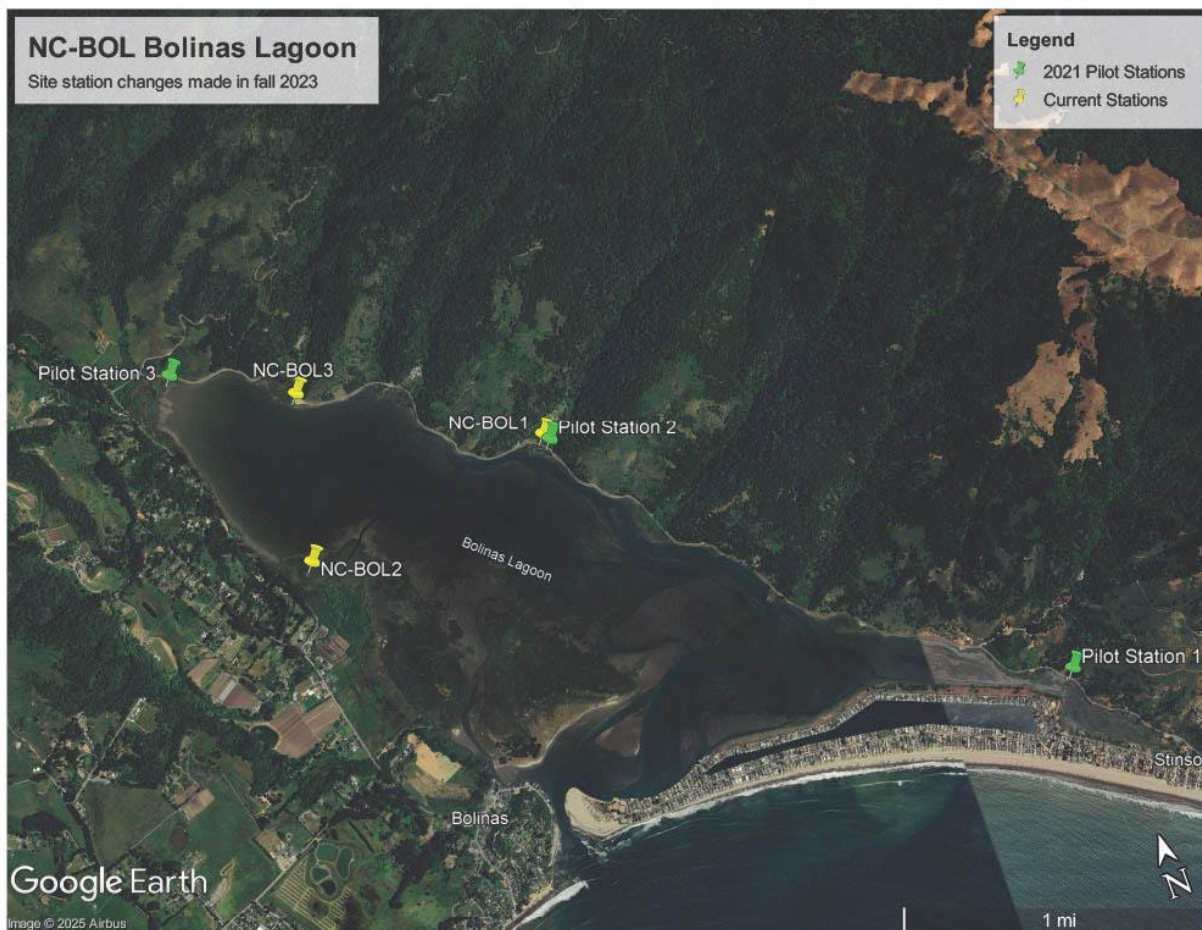 NC-BOL Bolinas Lagoon
Site station changes made in fall 2023
Legend
2021 Pilot Stations
Current Stations
Pilot Station 3
NC-BOL3
NC-BOL1
Pilot Station 2
NC-BOL2
Bolinas Lagoon
Pilot Station 1
Stinso
Bolinas
Google Earth
N
Image © 2025 Airbus
1 mi